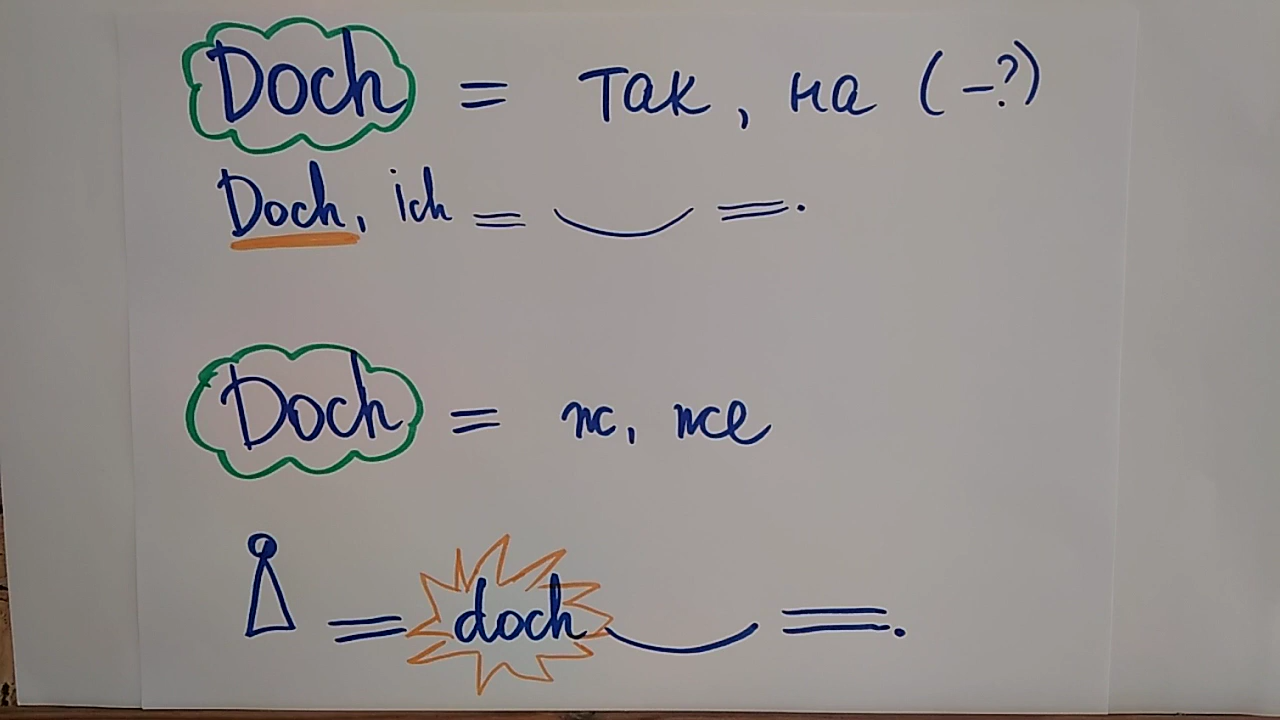 Doch = так, на (-?)
Doch, ich = =.
Doch = ж, же
= doch =.